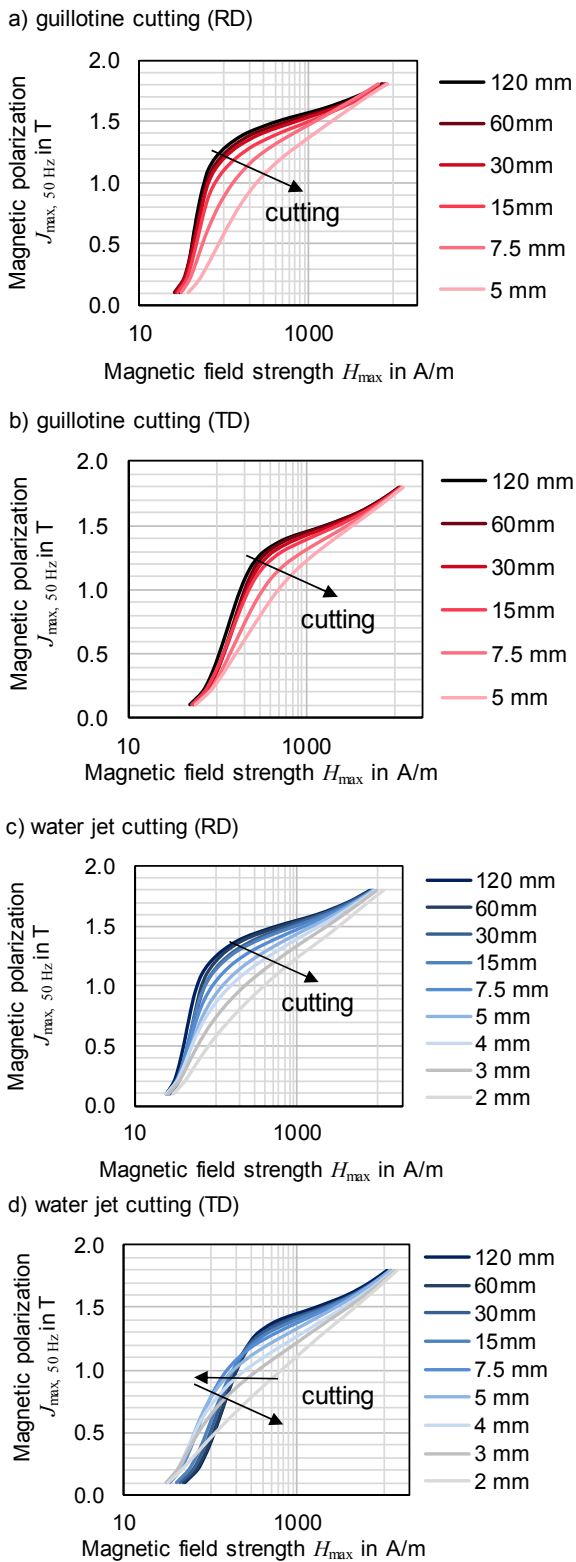 a) guillotine cutting (RD)
Magnetic polarization
Jmax, 50 Hz in T
2.0
1.5
1.0
0.5
0.0
10
1000
cutting
Magnetic field strength Hmax in A/m
120 mm
60mm
30mm
15mm
7.5 mm
5 mm
b) guillotine cutting (TD)
Magnetic polarization
Jmax, 50 Hz in T
2.0
1.5
1.0
0.5
0.0
10
1000
cutting
Magnetic field strength Hmax in A/m
120 mm
60mm
30mm
15mm
7.5 mm
5 mm
c) water jet cutting (RD)
Magnetic polarization
Jmax, 50 Hz in T
2.0
1.5
1.0
0.5
0.0
10
1000
cutting
Magnetic field strength Hmax in A/m
120 mm
60mm
30mm
15mm
7.5 mm
5 mm
4 mm
3 mm
2 mm
d) water jet cutting (TD)
Magnetic polarization
Jmax, 50 Hz in T
2.0
1.5
1.0
0.5
0.0
10
1000
cutting
Magnetic field strength Hmax in A/m
120 mm
60mm
30mm
15mm
7.5 mm
5 mm
4 mm
3 mm
2 mm